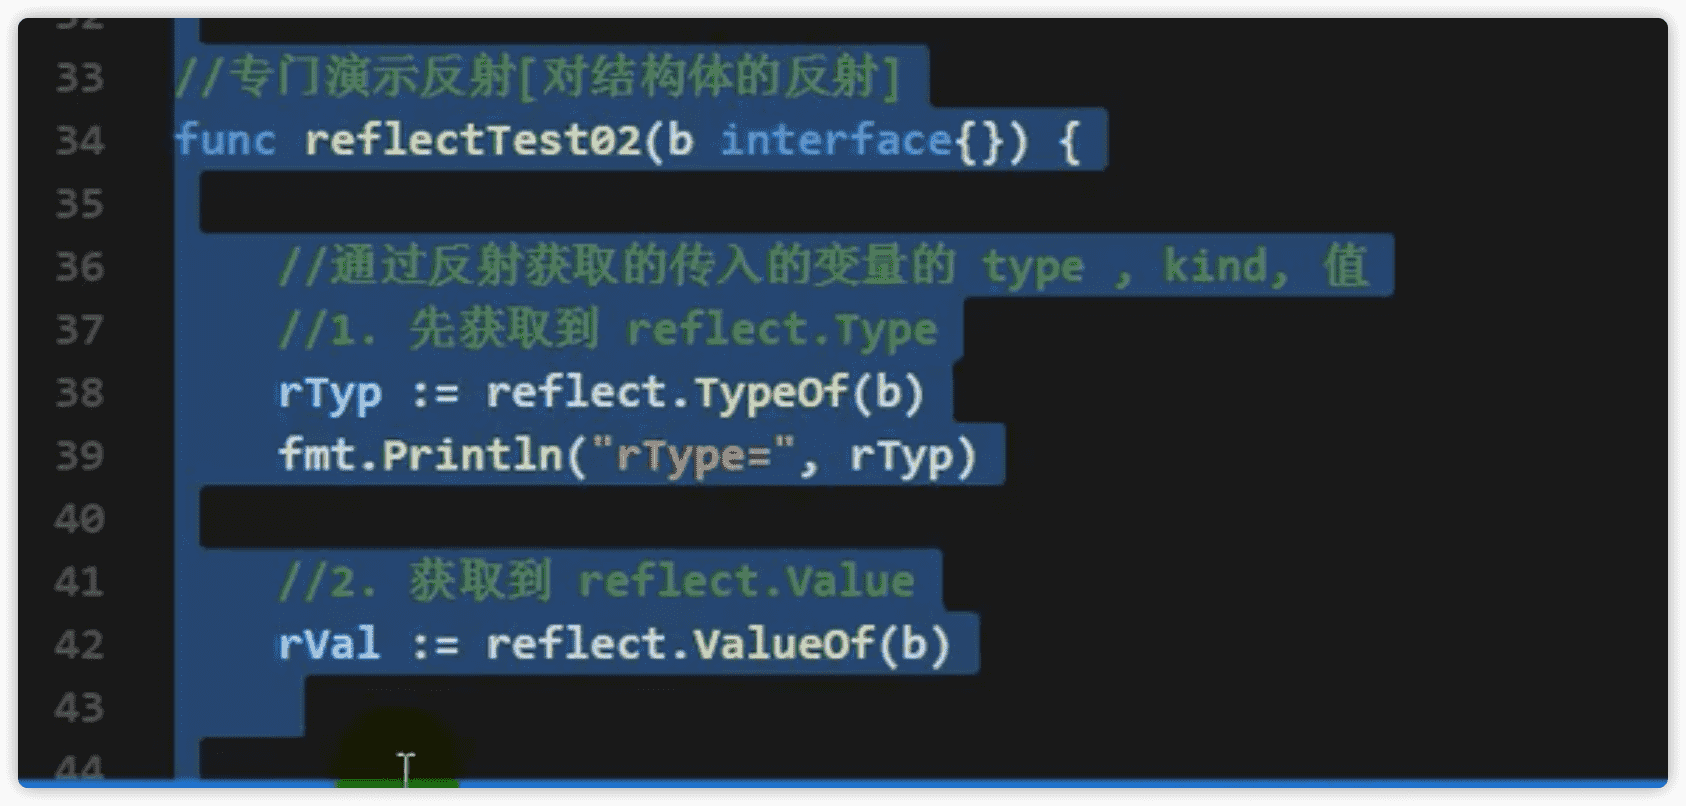 32
33 //专门演示反射[对结构体的反射]
34 func reflectTest02(b interface{}) {
35
36 //通过反射获取的传入的变量的 type , kind, 值
37 //1. 先获取到 reflect.Type
38 rTyp := reflect.TypeOf(b)
39 fmt.Println("rType=", rTyp)
40
41 //2. 获取到 reflect.Value
42 rVal := reflect.ValueOf(b)
43
44